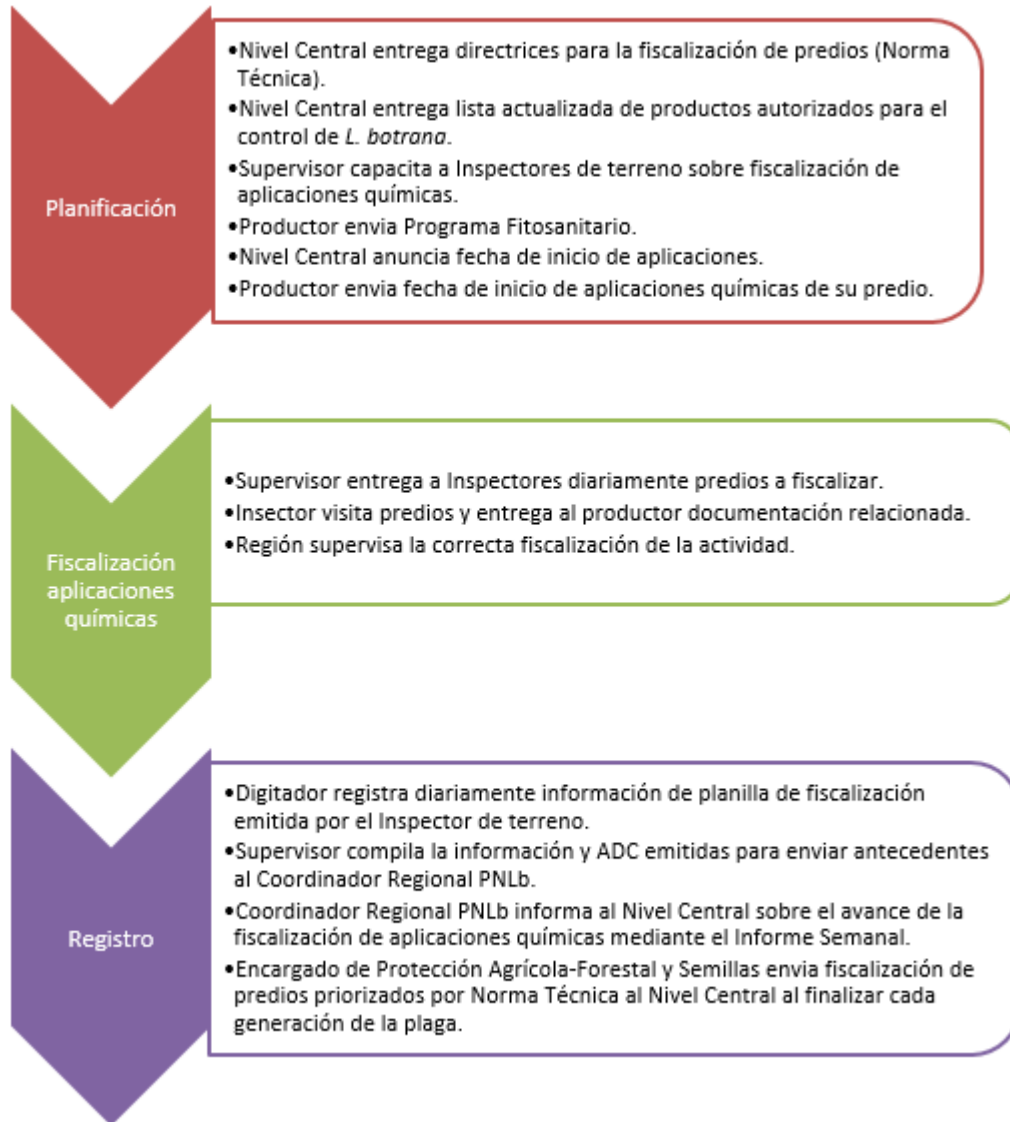 Planificación
•Nivel Central entrega directrices para la fiscalización de predios (Norma
Técnica).
•Nivel Central entrega lista actualizada de productos autorizados para el
control de L. botrana.
•Supervisor capacita a Inspectores de terreno sobre fiscalización de
aplicaciones químicas.
•Productor envia Programa Fitosanitario.
•Nivel Central anuncia fecha de inicio de aplicaciones.
•Productor envia fecha de inicio de aplicaciones químicas de su predio.
Fiscalización
aplicaciones
químicas
•Supervisor entrega a Inspectores diariamente predios a fiscalizar.
•Insector visita predios y entrega al productor documentación relacionada.
•Región supervisa la correcta fiscalización de la actividad.
Registro
•Digitador registra diariamente información de planilla de fiscalización
emitida por el Inspector de terreno.
•Supervisor compila la información y ADC emitidas para enviar antecedentes
al Coordinador Regional PNLb.
•Coordinador Regional PNLb informa al Nivel Central sobre el avance de la
fiscalización de aplicaciones químicas mediante el Informe Semanal.
•Encargado de Protección Agrícola-Forestal y Semillas envia fiscalización de
predios priorizados por Norma Técnica al Nivel Central al finalizar cada
generación de la plaga.